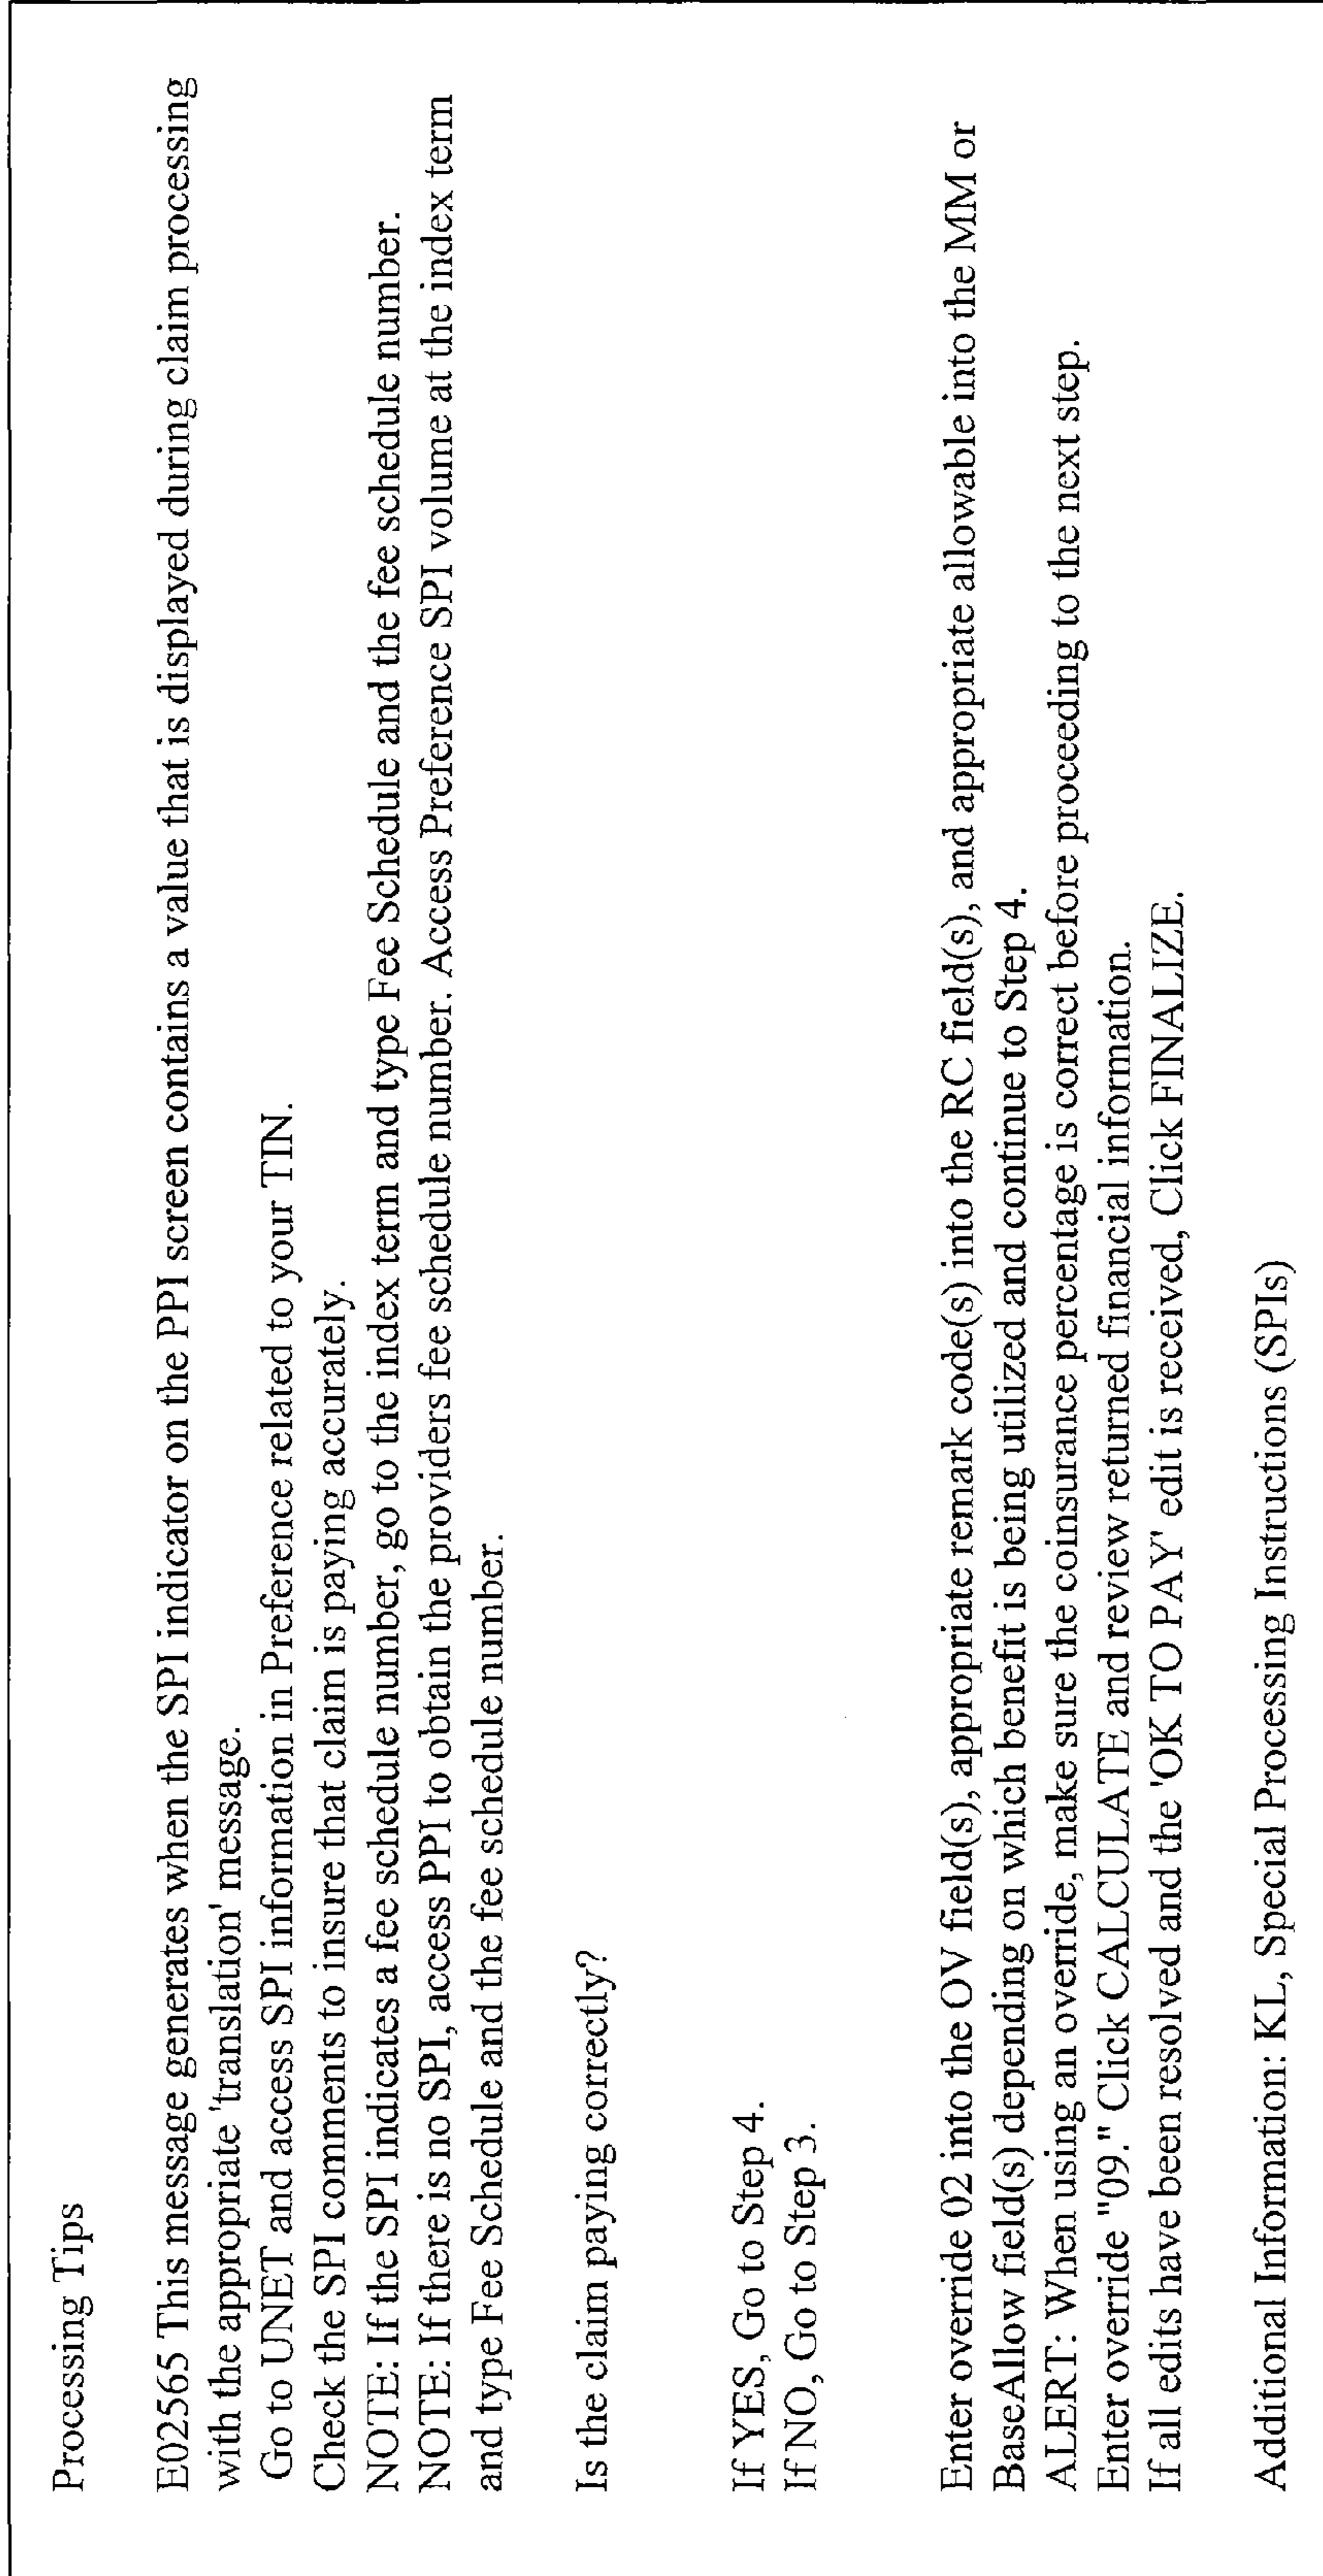 Processing Tips
E02565 This message generates when the SPI indicator on the PPI screen contains a value that is displayed during claim processing
with the appropriate 'translation' message.
Go to UNET and access SPI information in Preference related to your TIN.
Check the SPI comments to insure that claim is paying accurately.
NOTE: If the SPI indicates a fee schedule number, go to the index term and type Fee Schedule and the fee schedule number.
NOTE: If there is no SPI, access PPI to obtain the providers fee schedule number. Access Preference SPI volume at the index term
and type Fee Schedule and the fee schedule number.
Is the claim paying correctly?
If YES, Go to Step 4.
If NO, Go to Step 3.
Enter override 02 into the OV field(s), appropriate remark code(s) into the RC field(s), and appropriate allowable into the MM or
BaseAllow field(s) depending on which benefit is being utilized and continue to Step 4.
ALERT: When using an override, make sure the coinsurance percentage is correct before proceeding to the next step.
Enter override "09." Click CALCULATE and review returned financial information.
If all edits have been resolved and the 'OK TO PAY' edit is received, Click FINALIZE.
Additional Information: KL, Special Processing Instructions (SPIs)